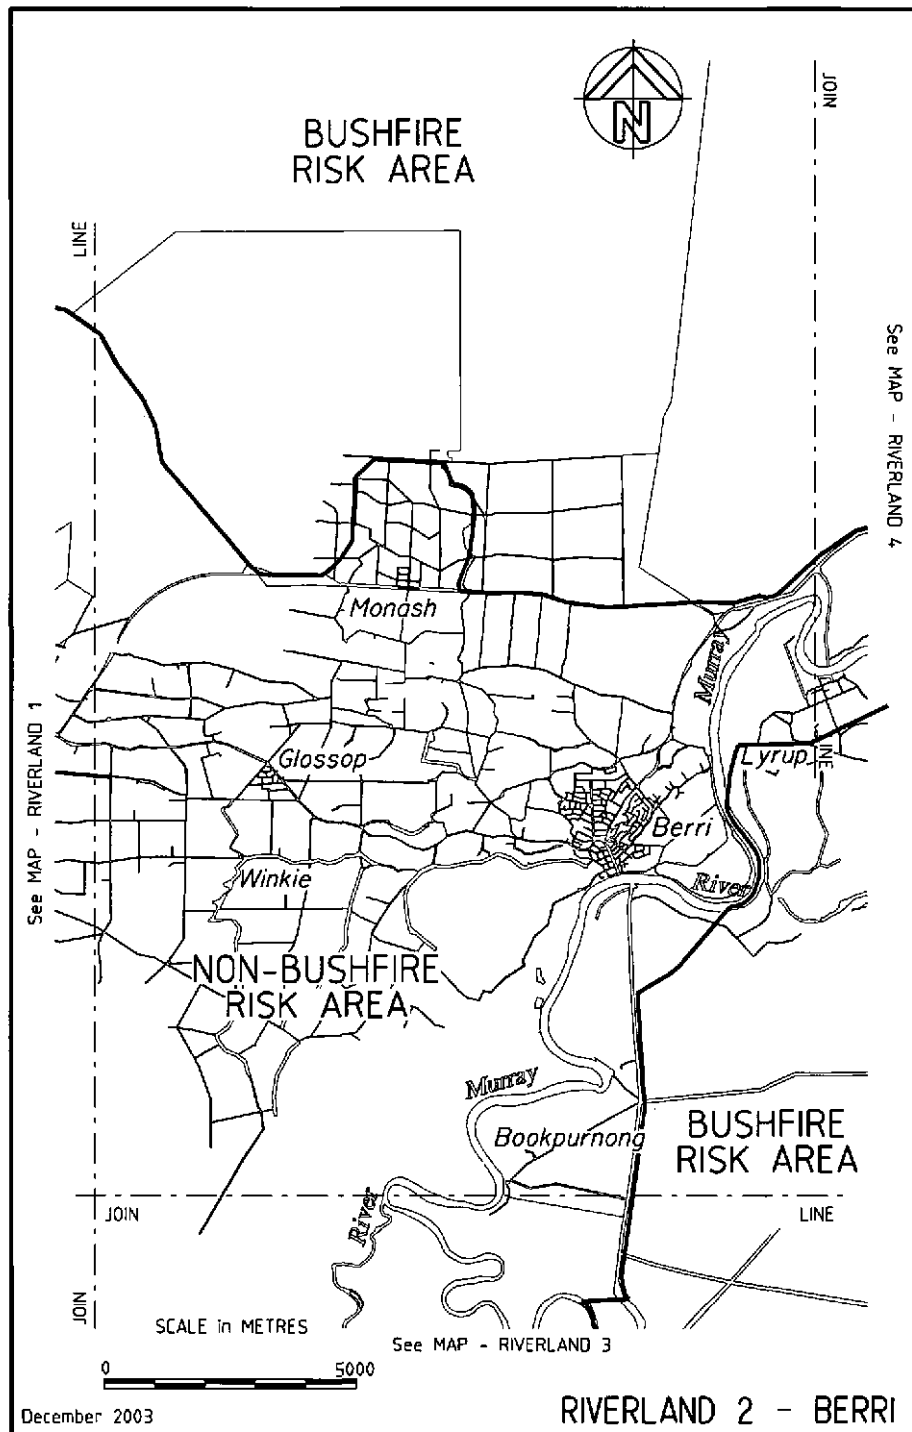 N
JOIN
BUSHFIRE
RISK AREA
LINE
See MAP - RIVERLAND 4
Monash
Murray
See MAP - RIVERLAND 1
Glossop
Lyrup
LINE
Berri
Winkie
River
NON-BUSHFIRE
RISK AREA
Murray
Bookpurnong
BUSHFIRE
RISK AREA
River
JOIN
LINE
JOIN
SCALE in METRES
See MAP - RIVERLAND 3
0 5000
December 2003
RIVERLAND 2 - BERRI